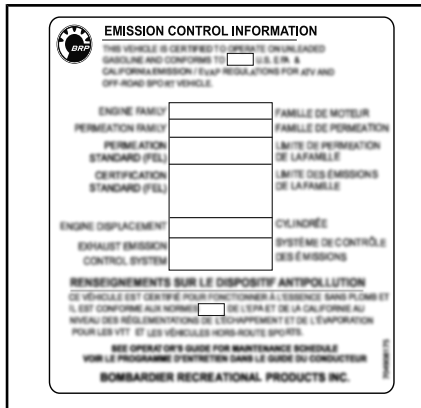 BRP
EMISSION CONTROL INFORMATION
THIS VEHICLE IS CERTIFIED TO OPERATE ON UNLEADED
GASOLINE AND CONFORMS TO U.S. EPA &
CALIFORNIA EMISSION / EVAP REGULATIONS FOR ATV AND
OFF-ROAD SPORT VEHICLE.
ENGINE FAMILY FAMILLE DE MOTEUR
PERMEATION FAMILY FAMILLE DE PERMEATION
PERMEATION LIMITE DE PERMEATION
STANDARD (FEL) DE LA FAMILLE
CERTIFICATION LIMITE DES ÉMISSIONS
STANDARD (FEL) DE LA FAMILLE
ENGINE DISPLACEMENT CYLINDRÉE
EXHAUST EMISSION SYSTÈME DE CONTRÔLE
CONTROL SYSTEM DES ÉMISSIONS
RENSEIGNEMENTS SUR LE DISPOSITIF ANTIPOLLUTION
CE VÉHICULE EST CERTIFIÉ POUR FONCTIONNER À L'ESSENCE SANS PLOMB ET
IL EST CONFORME AUX NORMES DE L'EPA ET DE LA CALIFORNIE AU
NIVEAU DES RÉGLEMENTATIONS DE L'ÉCHAPPEMENT ET DE L'ÉVAPORATION
POUR LES VTT ET LES VÉHICULES HORS-ROUTE SPORTS.
SEE OPERATOR'S GUIDE FOR MAINTENANCE SCHEDULE
VOIR LE PROGRAMME D'ENTRETIEN DANS LE GUIDE DU CONDUCTEUR
BOMBARDIER RECREATIONAL PRODUCTS INC.